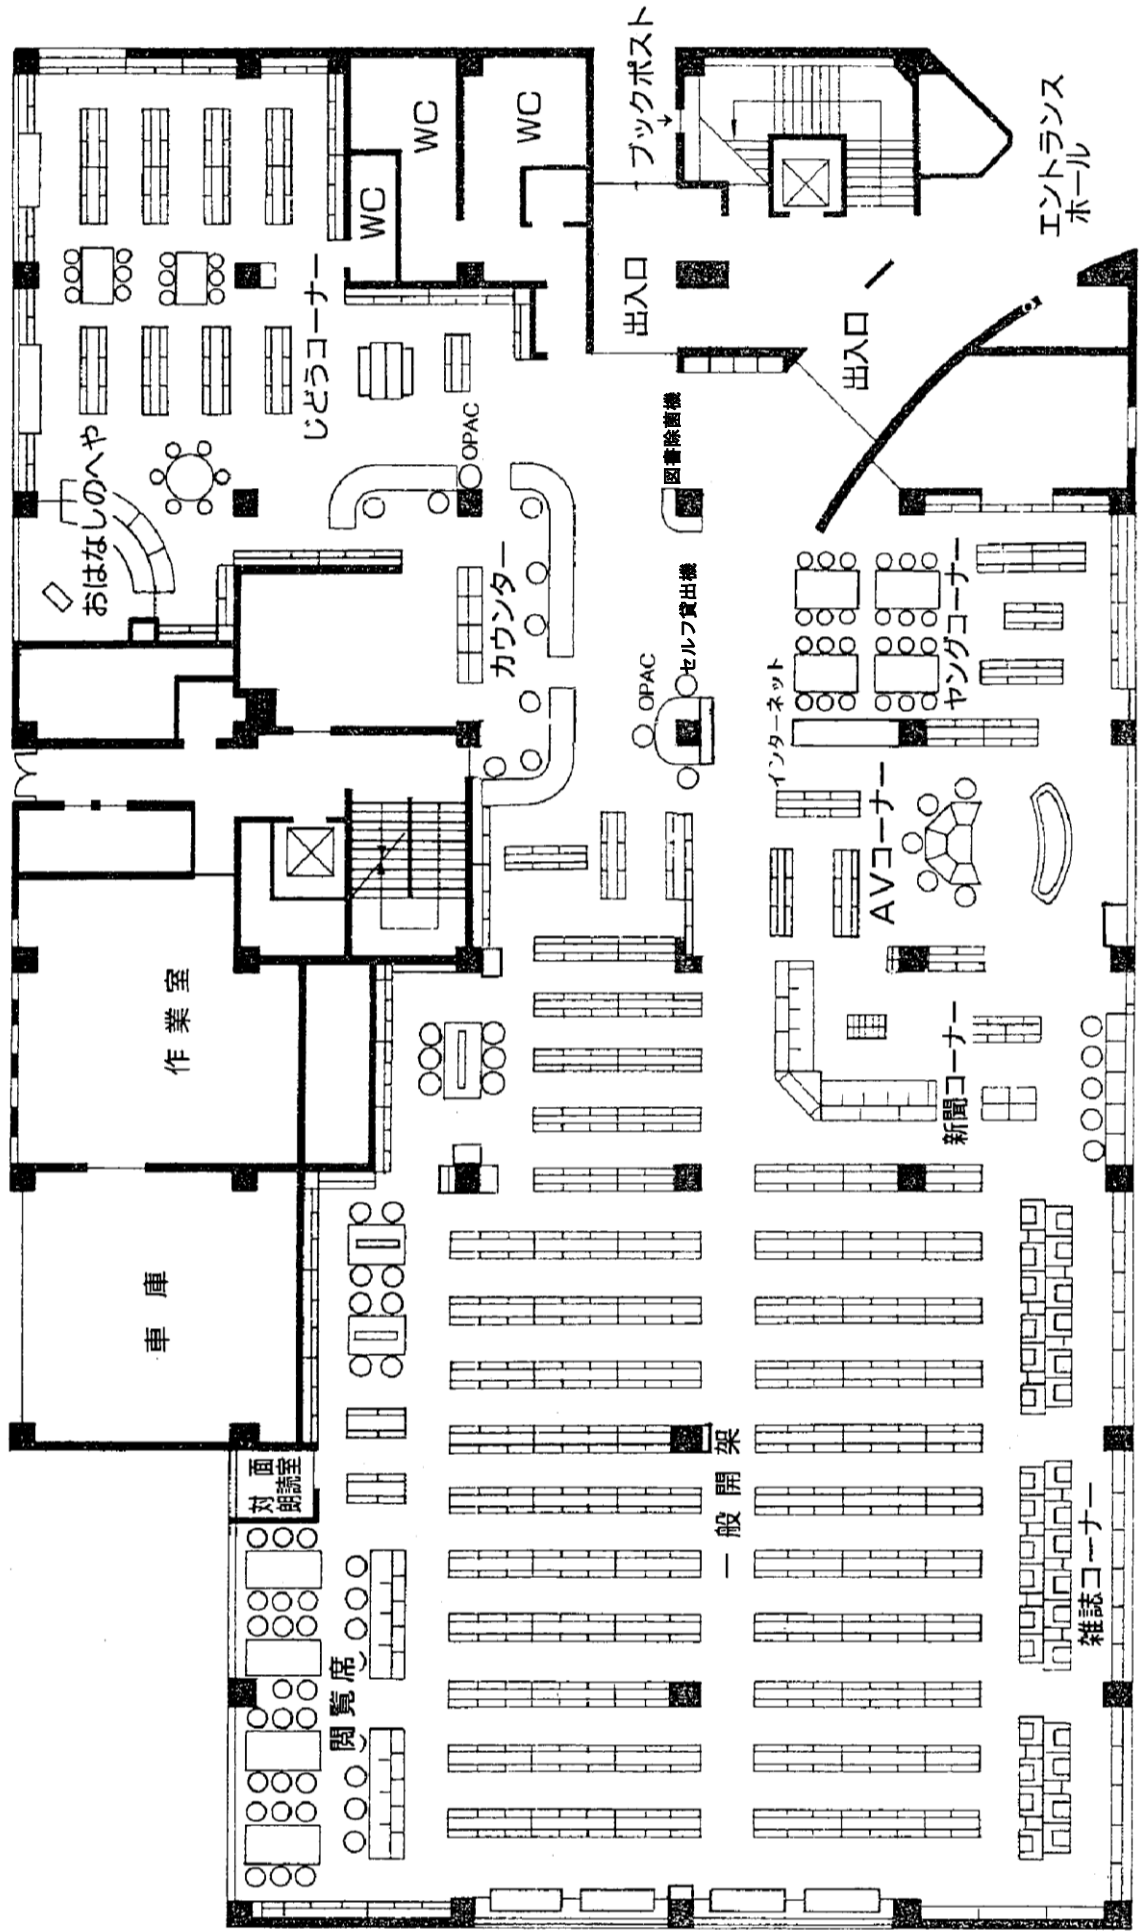 ブックポスト
エントランス
ホール
WC
WC
WC
出入口
出入口
じどうコーナー
おはなしのへや
OPAC
図書除菌機
カウンター
セルフ貸出機
OPAC
インターネット
ヤングコーナー
AVコーナー
作業室
新聞コーナー
車庫
対面
朗読室
一般開架
閲覧席
雑誌コーナー